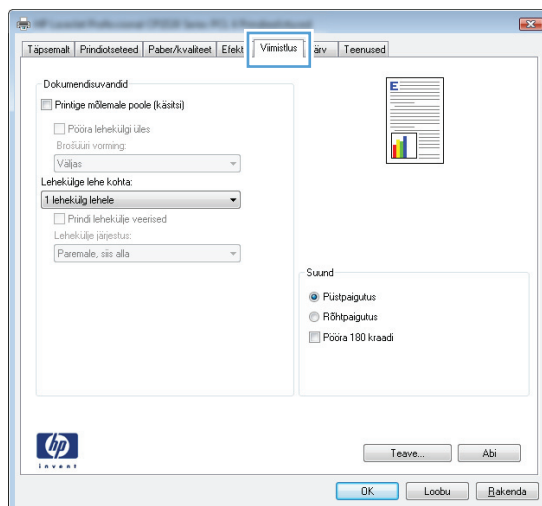 Täpsemalt Prindiotseteed Paber/kvaliteet Efekt Viimistlus ärv Teenused
Dokumendisuvandid
Printige mõlemale poole (käsitsi)
Pööra lehekülgi üles
Brošüüri vorming:
Väljas
Lehekülge lehe kohta:
1 lehekülg lehele
Prindi lehekülje veerised
Lehekülje järjestus:
Paremale, siis alla
E
Suund
Püstpaigutus
Rõhtpaigutus
Pööra 180 kraadi
hp
invent
Teave... Abi
OK Loobu Rakenda